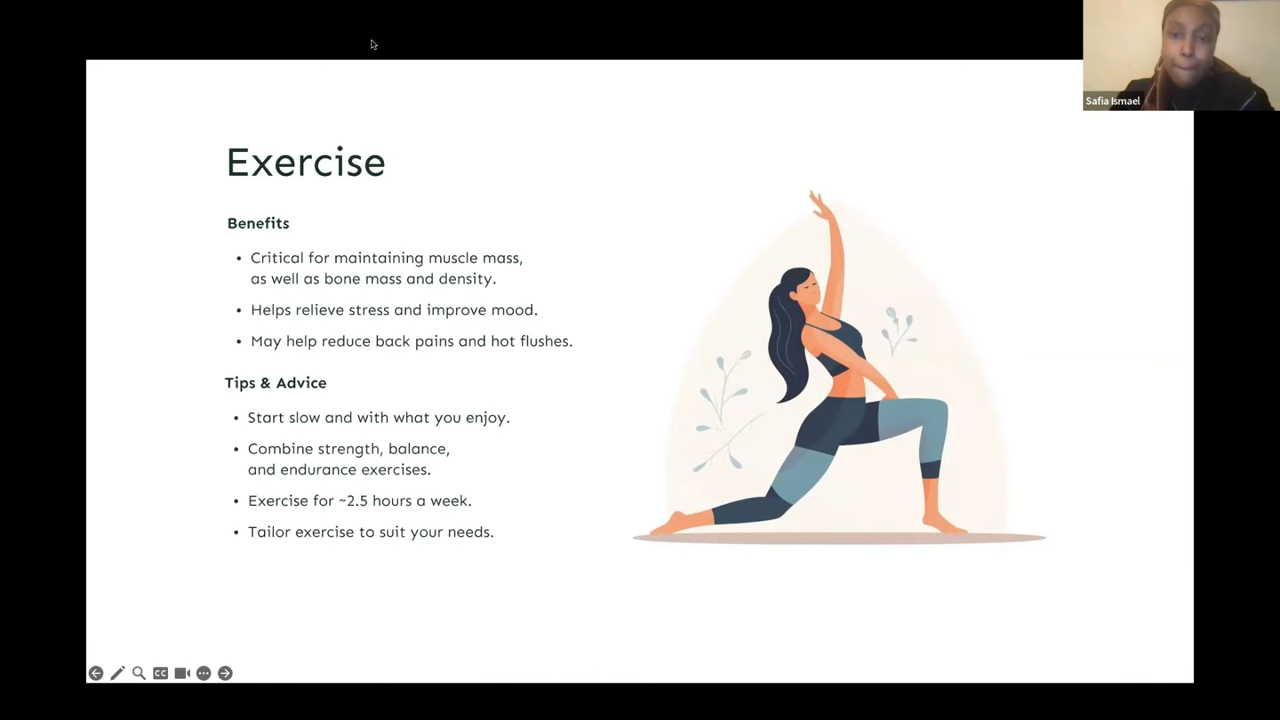 Safia Ismael
Exercise
Benefits
• Critical for maintaining muscle mass,
as well as bone mass and density.
• Helps relieve stress and improve mood.
• May help reduce back pains and hot flushes.
Tips & Advice
• Start slow and with what you enjoy.
• Combine strength, balance,
and endurance exercises.
• Exercise for ~2.5 hours a week.
• Tailor exercise to suit your needs.
CC